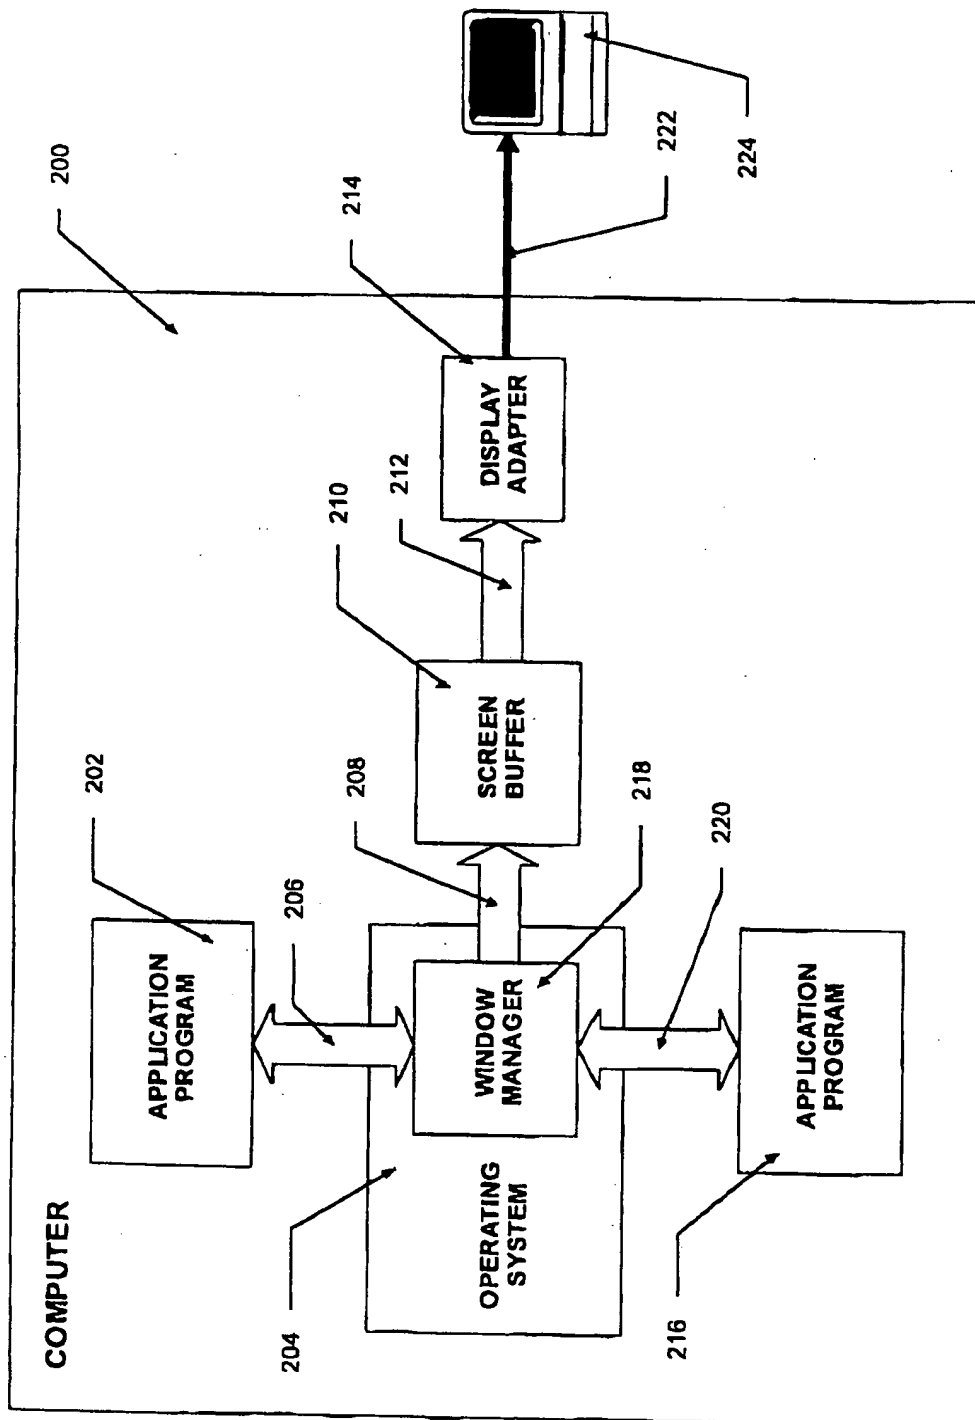 COMPUTER
200
202
APPLICATION
PROGRAM
206
204
OPERATING
SYSTEM
WINDOW
MANAGER
208
218
210
SCREEN
BUFFER
212
214
DISPLAY
ADAPTER
222
224
220
216
APPLICATION
PROGRAM